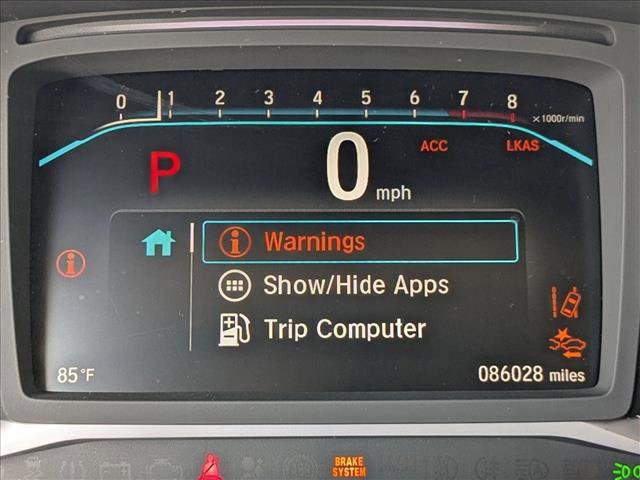 0 1 2 3 4 5 6 7 8 ×1000r/min
P 0 mph ACC LKAS
Warnings
Show/Hide Apps
Trip Computer
85°F 086028 miles
BRAKE
SYSTEM